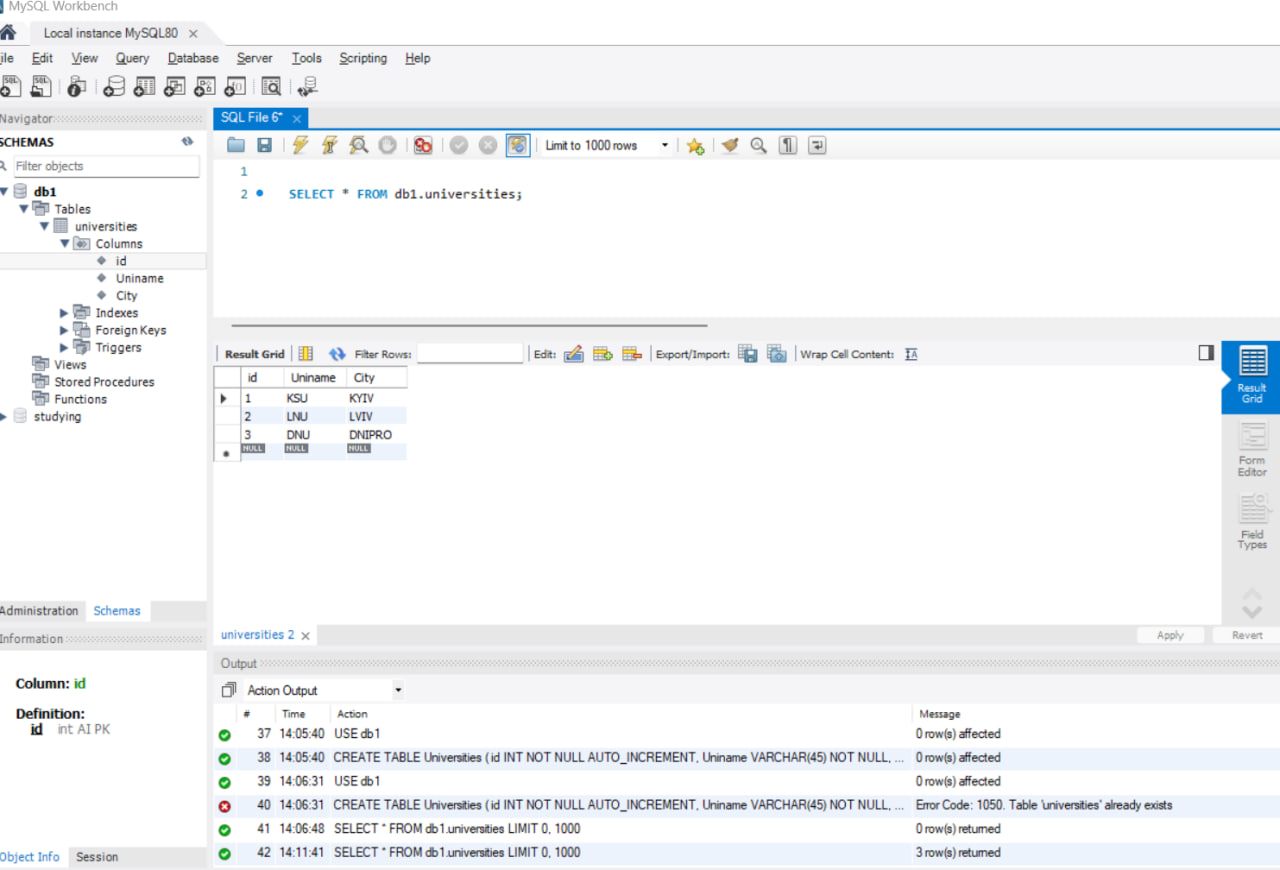 MySQL Workbench
Local instance MySQL80
ile Edit View Query Database Server Tools Scripting Help
Navigator
SCHEMAS
Filter objects
db1
Tables
universities
Columns
id
Uniname
City
Indexes
Foreign Keys
Triggers
Views
Stored Procedures
Functions
studying
Administration Schemas
Information
Column: id
Definition:
id int AI PK
Object Info Session
SQL File 6*
Limit to 1000 rows
1
2 SELECT * FROM db1.universities;
Result Grid Filter Rows: Edit: Export/Import: Wrap Cell Content:
id Uniname City
1 KSU KYIV
2 LNU LVIV
3 DNU DNIPRO
NULL NULL NULL
Result
Grid
Form
Editor
Field
Types
universities 2 Apply Revert
Output
Action Output
# Time Action Message
37 14:05:40 USE db1 0 row(s) affected
38 14:05:40 CREATE TABLE Universities ( id INT NOT NULL AUTO_INCREMENT, Uniname VARCHAR(45) NOT NULL, ... 0 row(s) affected
39 14:06:31 USE db1 0 row(s) affected
40 14:06:31 CREATE TABLE Universities ( id INT NOT NULL AUTO_INCREMENT, Uniname VARCHAR(45) NOT NULL, ... Error Code: 1050. Table 'universities' already exists
41 14:06:48 SELECT * FROM db1.universities LIMIT 0, 1000 0 row(s) returned
42 14:11:41 SELECT * FROM db1.universities LIMIT 0, 1000 3 row(s) returned